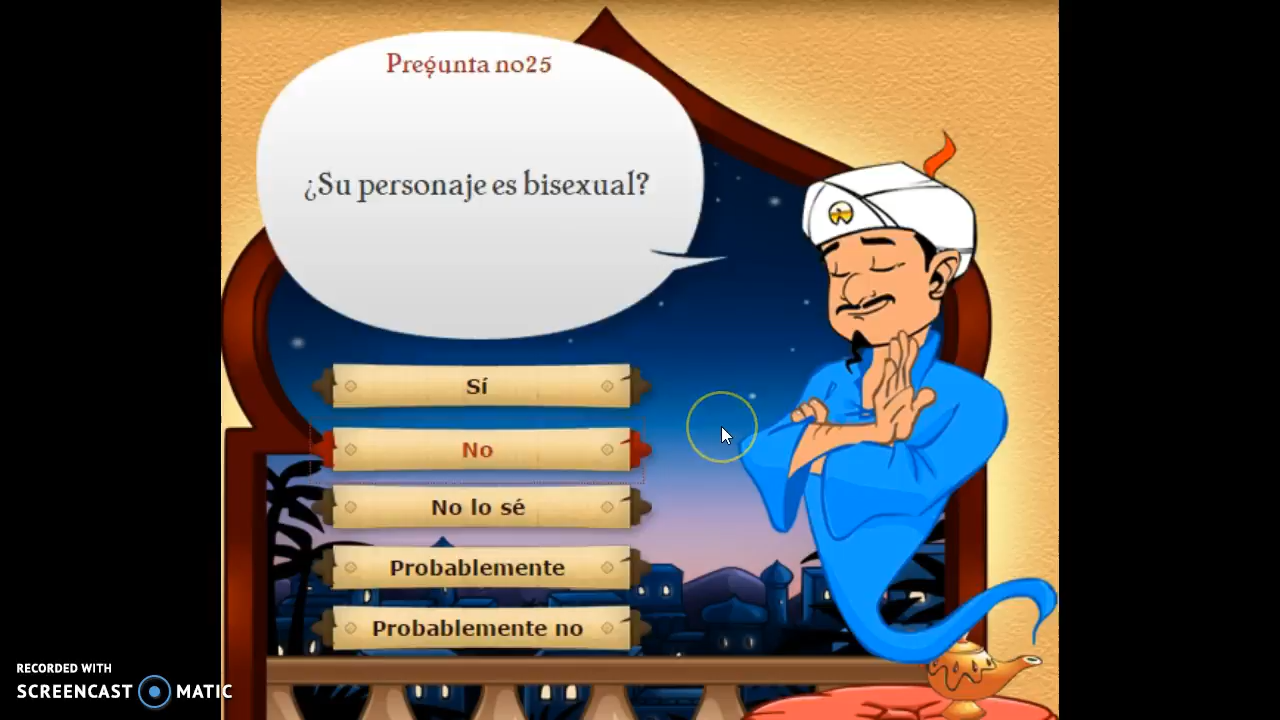 Pregunta no25
¿Su personaje es bisexual?
Sí
No
No lo sé
Probablemente
Probablemente no
RECORDED WITH
SCREENCAST MATIC